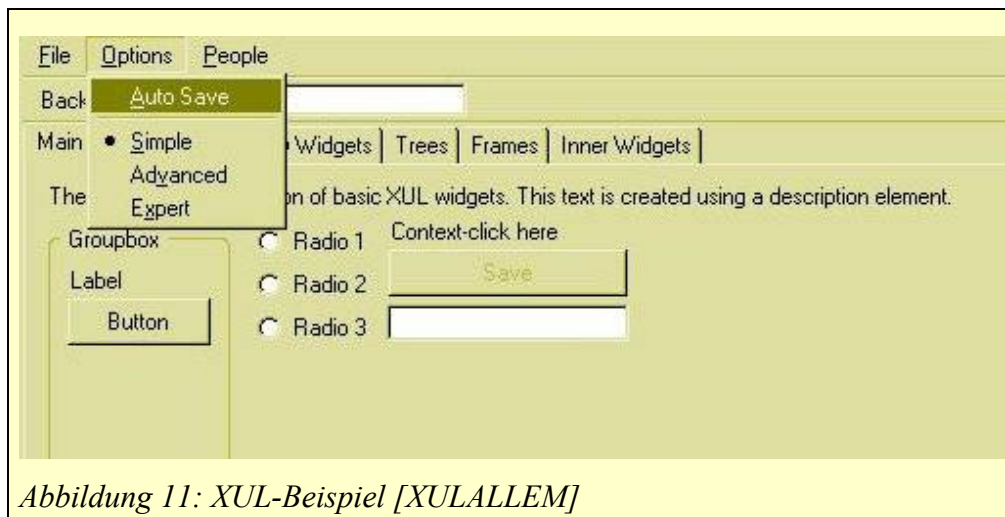 File Options People
Back
Auto Save
Simple
Advanced
Expert
Main Widgets Trees Frames Inner Widgets
The on of basic XUL widgets. This text is created using a description element.
Groupbox
Radio 1 Context-click here
Label
Radio 2 Save
Button
Radio 3
Abbildung 11: XUL-Beispiel [XULALLEM]